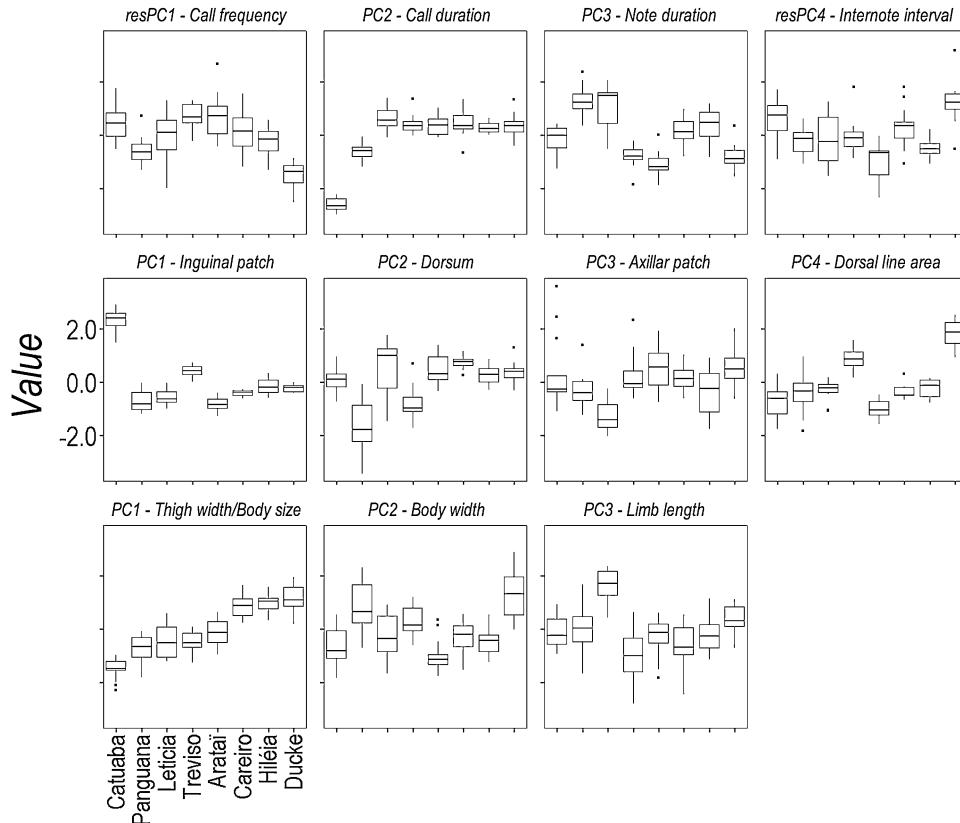 resPC1 - Call frequency
PC2 - Call duration
PC3 - Note duration
resPC4 - Internote interval
PC1 - Inguinal patch
PC2 - Dorsum
PC3 - Axillar patch
PC4 - Dorsal line area
Value
2.0
0.0
-2.0
PC1 - Thigh width/Body size
PC2 - Body width
PC3 - Limb length
Catuaba
Panguana
Leticia
Treviso
Arataï
Careiro
Hiléia
Ducke